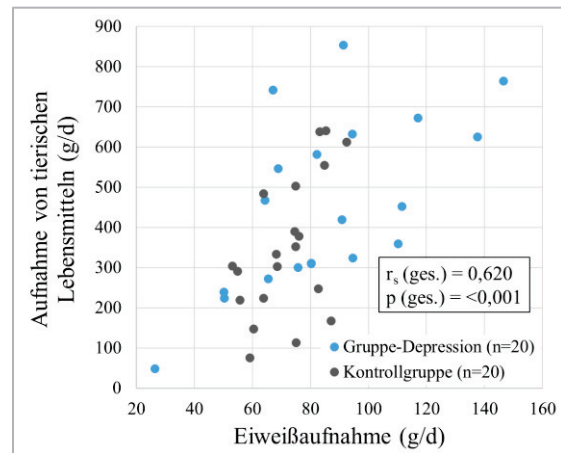 Aufnahme von tierischen
Lebensmitteln (g/d)
900
800
700
600
500
400
300
200
100
0
r_s (ges.) = 0,620
p (ges.) = <0,001
Gruppe-Depression (n=20)
Kontrollgruppe (n=20)
20 40 60 80 100 120 140 160
Eiweißaufnahme (g/d)